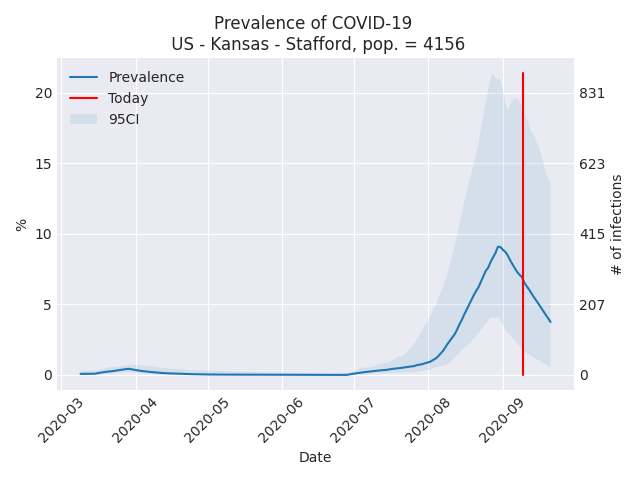 Prevalence of COVID-19
US - Kansas - Stafford, pop. = 4156
Prevalence
Today
95CI
%
20
15
10
5
0
831
623
415
207
0
# of infections
2020-03
2020-04
2020-05
2020-06
2020-07
2020-08
2020-09
Date